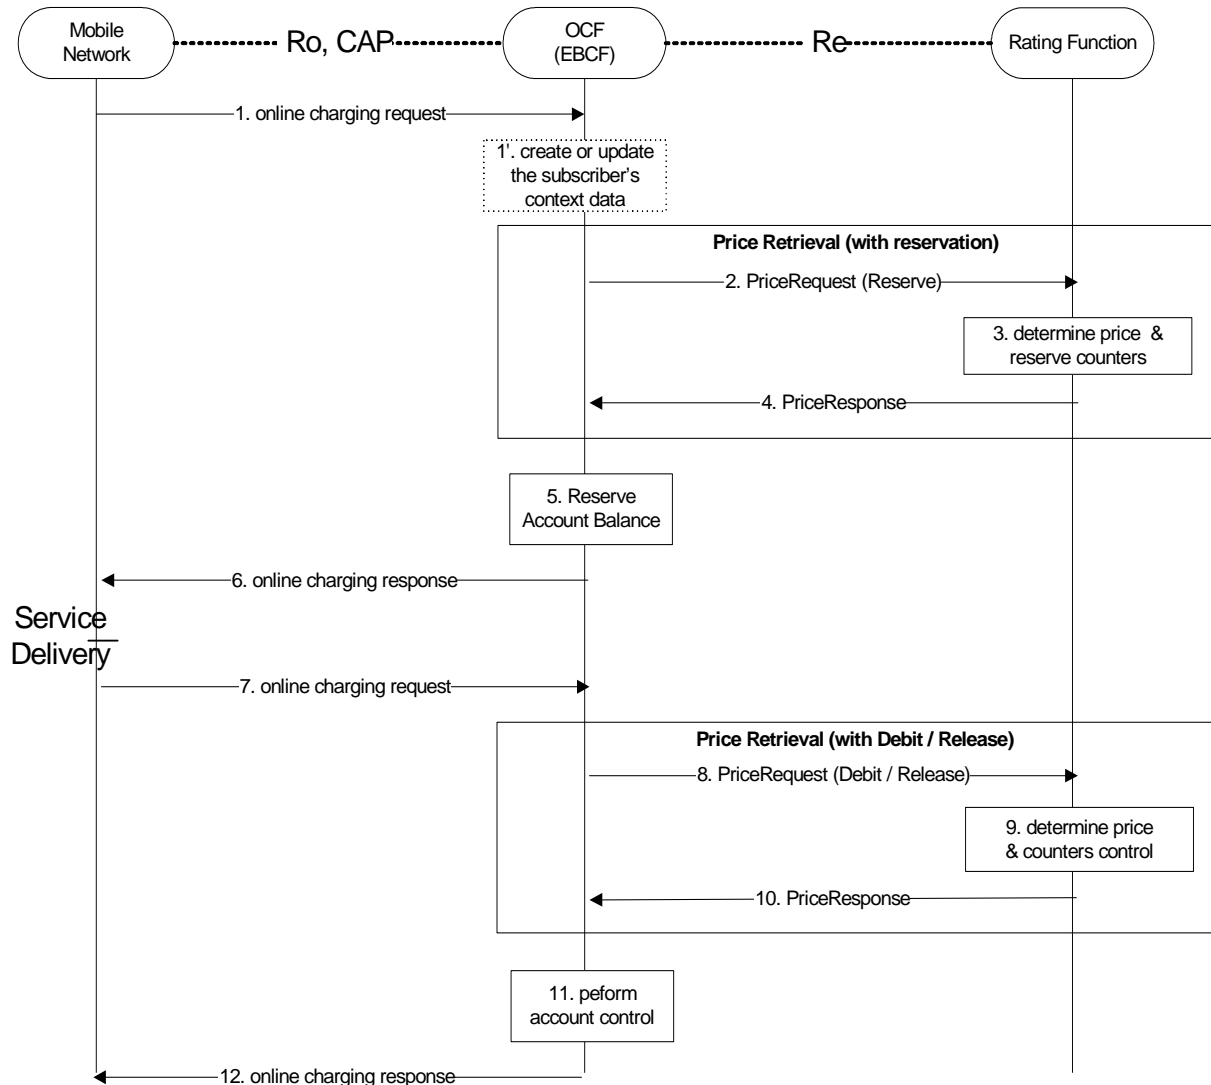 Mobile
Network
Ro, CAP
OCF
(EBCF)
Re
Rating Function
1. online charging request
1'. create or update
the subscriber's
context data
Price Retrieval (with reservation)
2. PriceRequest (Reserve)
3. determine price &
reserve counters
4. PriceResponse
5. Reserve
Account Balance
6. online charging response
Service
Delivery
7. online charging request
Price Retrieval (with Debit / Release)
8. PriceRequest (Debit / Release)
9. determine price
& counters control
10. PriceResponse
11. peform
account control
12. online charging response